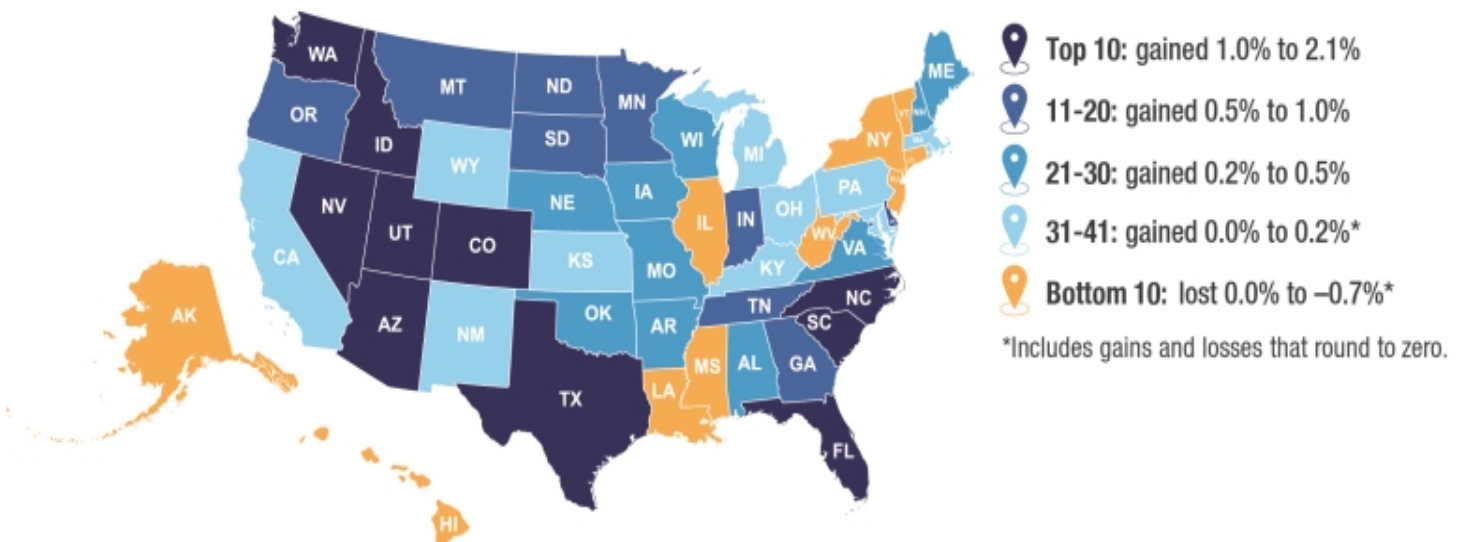 WA
MT
ND
MN
ME
OR
ID
SD
WI
VT
NH
NY
WY
MI
MA
IA
PA
NE
NV
UT
CO
IL
IN
OH
CA
KS
MO
WV
VA
KY
AZ
NM
OK
AR
TN
NC
SC
AK
TX
LA
MS
AL
GA
FL
HI
Top 10: gained 1.0% to 2.1%
11-20: gained 0.5% to 1.0%
21-30: gained 0.2% to 0.5%
31-41: gained 0.0% to 0.2%*
Bottom 10: lost 0.0% to –0.7%*
*Includes gains and losses that round to zero.